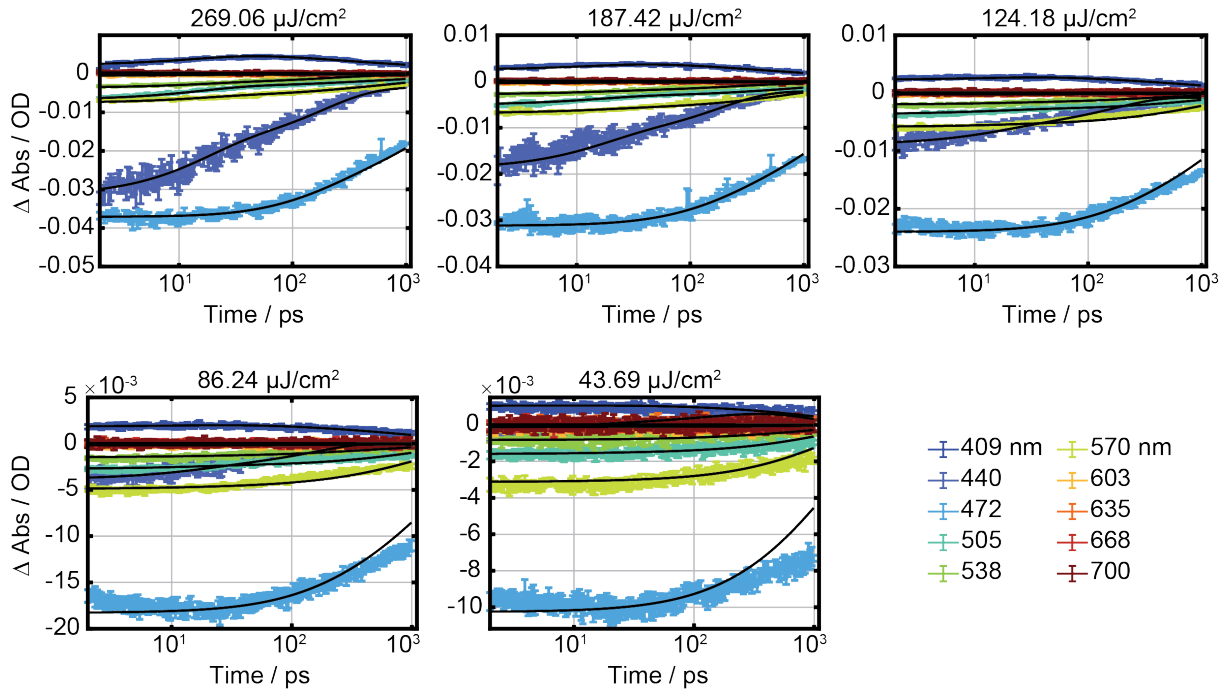 269.06 µJ/cm²
187.42 µJ/cm²
124.18 µJ/cm²
0
-0.01
-0.02
-0.03
-0.04
-0.05
Δ Abs / OD
10¹ 10² 10³
Time / ps
0.01
0
-0.01
-0.02
-0.03
-0.04
10¹ 10² 10³
Time / ps
0.01
0
-0.01
-0.02
-0.03
10¹ 10² 10³
Time / ps
×10⁻³
86.24 µJ/cm²
5
0
-5
-10
-15
-20
Δ Abs / OD
10¹ 10² 10³
Time / ps
×10⁻³
43.69 µJ/cm²
0
-2
-4
-6
-8
-10
10¹ 10² 10³
Time / ps
409 nm
440
472
505
538
570 nm
603
635
668
700